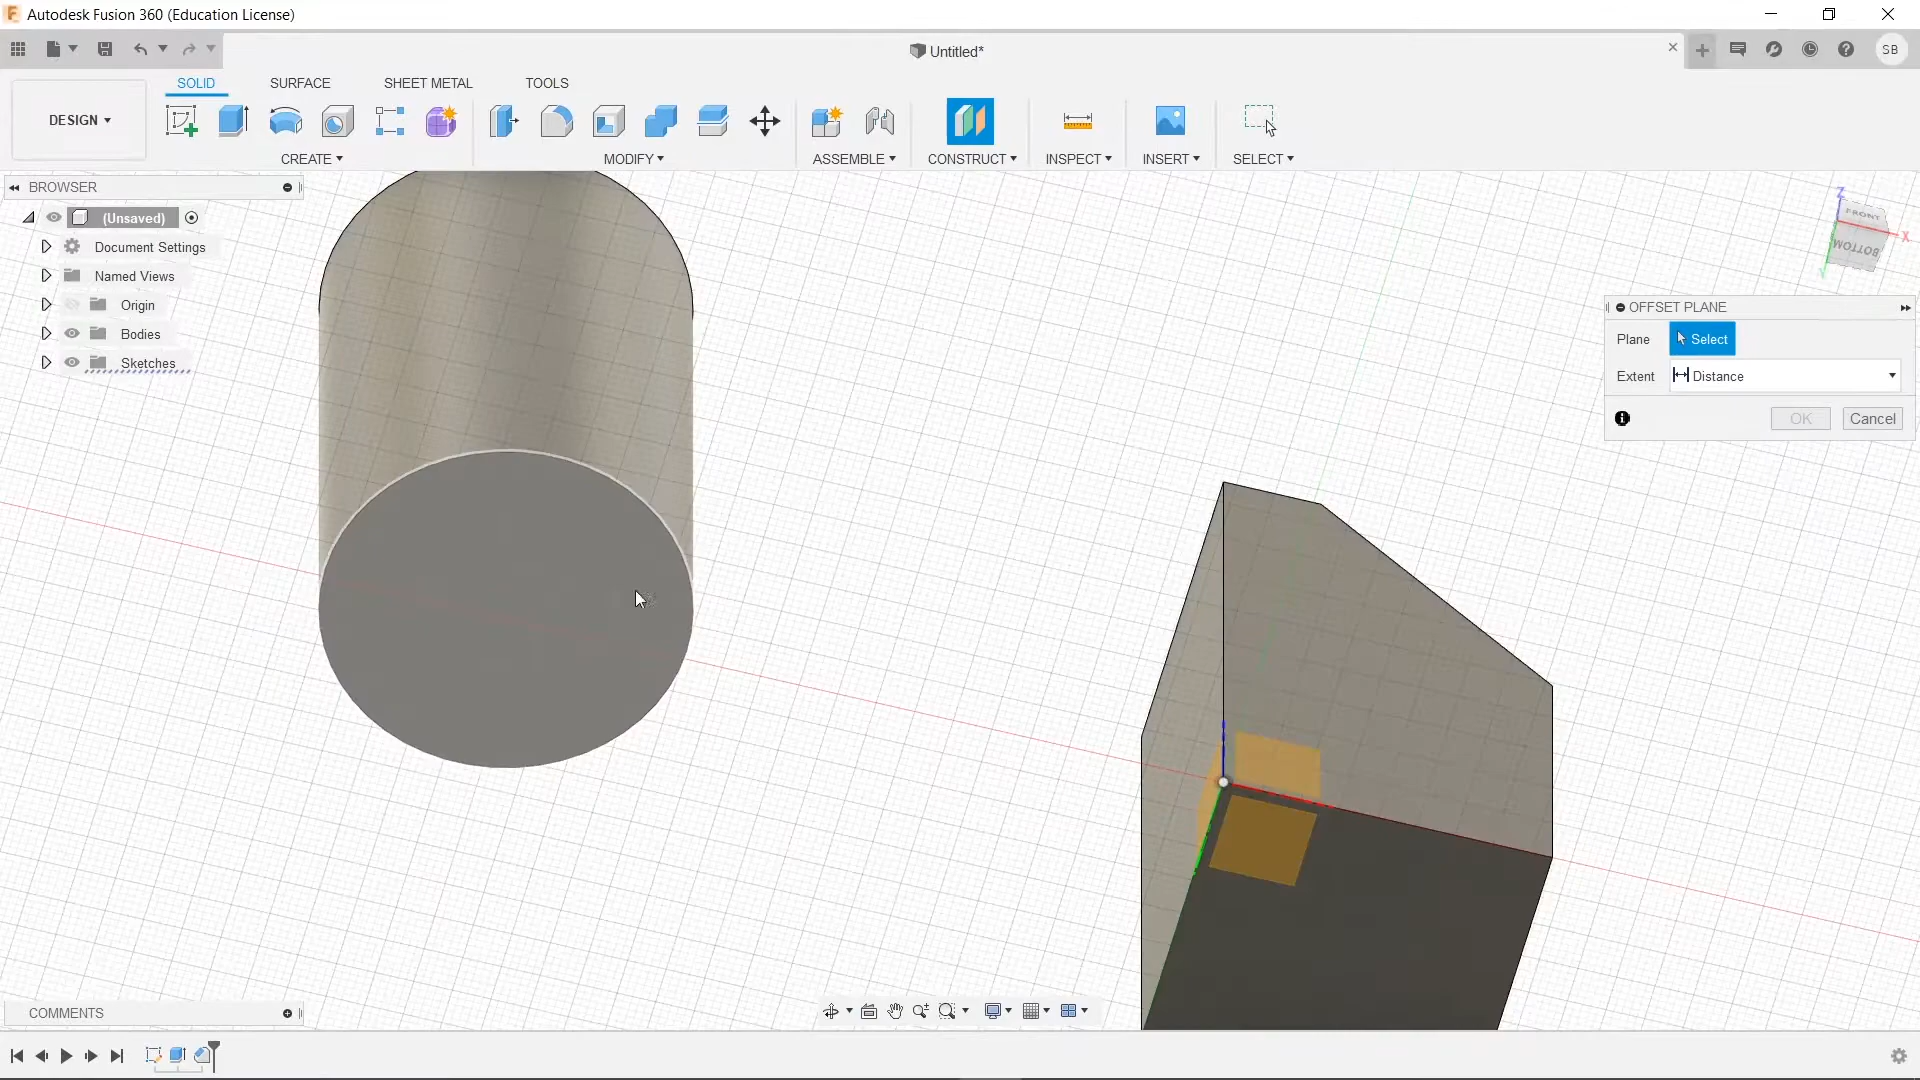 Autodesk Fusion 360 (Education License)
Untitled*
SB
DESIGN
SOLID
SURFACE
SHEET METAL
TOOLS
CREATE
MODIFY
ASSEMBLE
CONSTRUCT
INSPECT
INSERT
SELECT
BROWSER
(Unsaved)
Document Settings
Named Views
Origin
Bodies
Sketches
Z
FRONT
X
BOTTOM
Y
OFFSET PLANE
Plane
Select
Extent
Distance
OK
Cancel
COMMENTS